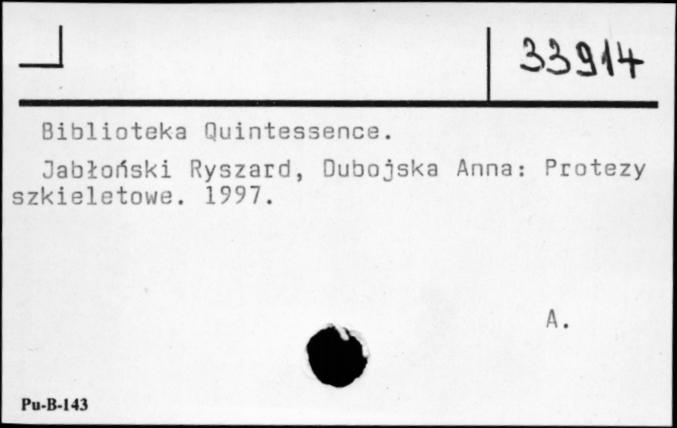 33914
Biblioteka Quintessence.
Jabłoński Ryszard, Dubojska Anna: Protezy
szkieletowe. 1997.
A.
Pu-B-143